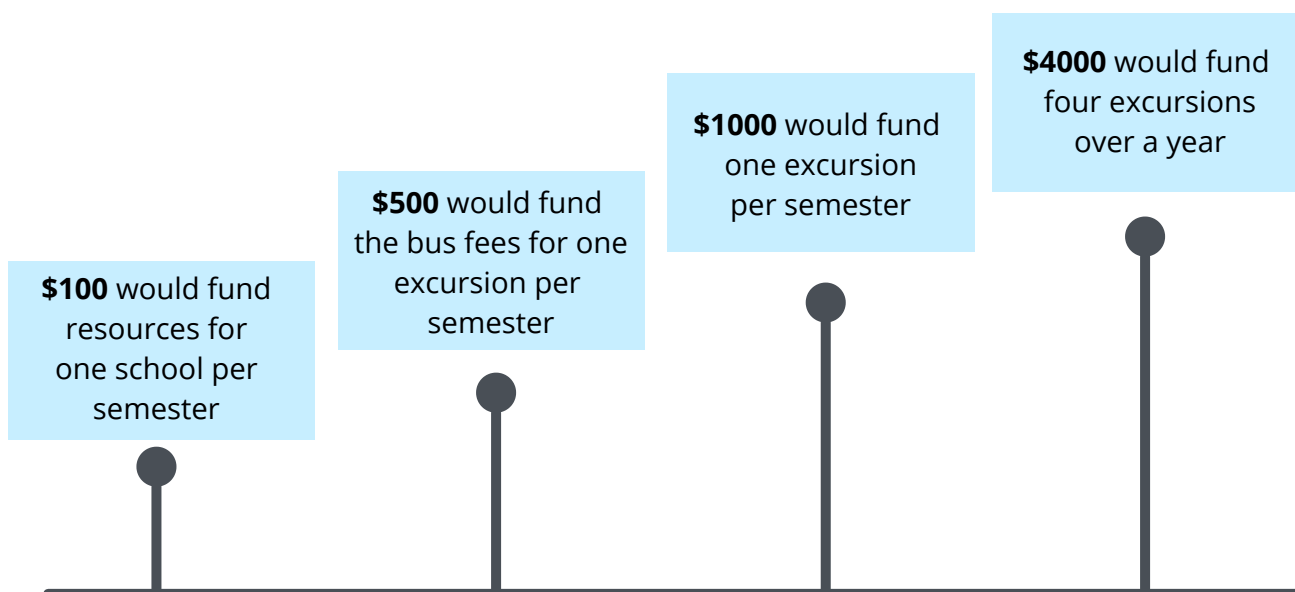 $100 would fund
resources for
one school per
semester
$500 would fund
the bus fees for one
excursion per
semester
$1000 would fund
one excursion
per semester
$4000 would fund
four excursions
over a year